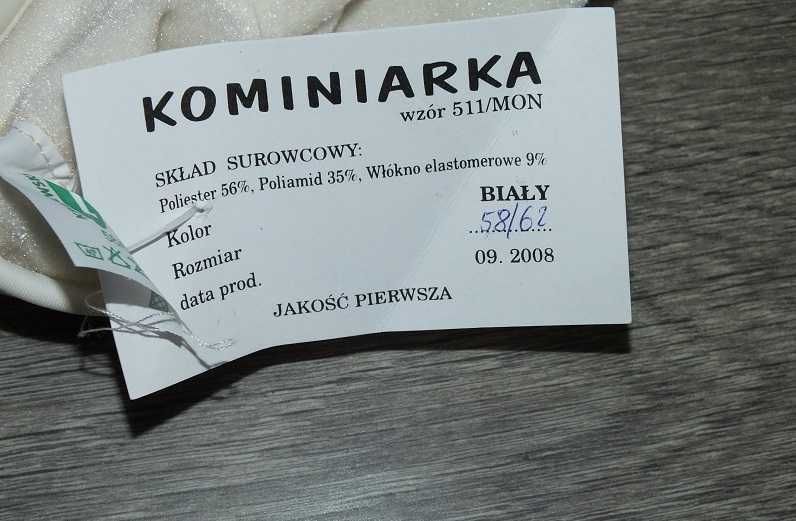 KOMINIARKA
wzór 511/MON
SKŁAD SUROWCOWY:
Poliester 56%, Poliamid 35%, Włókno elastomerowe 9%
Kolor BIAŁY
Rozmiar 58/62
data prod. 09. 2008
JAKOŚĆ PIERWSZA